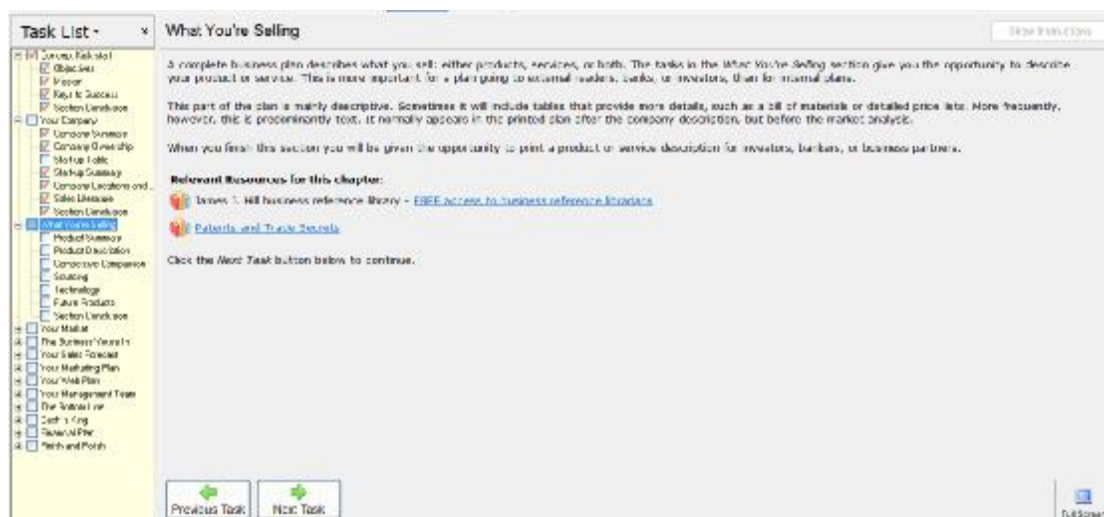 Task List
What You're Selling
Show Instructions
Concept Kick-start
Objectives
Mission
Keys to Success
Section Conclusion
Your Company
Company Summary
Company Ownership
Start-up Table
Start-up Summary
Company Locations and...
Sales Literature
Section Conclusion
What You're Selling
Product Summary
Product Description
Competitive Comparison
Sourcing
Technology
Future Products
Section Conclusion
Your Market
The Business You're In
Your Sales Forecast
Your Marketing Plan
Your Web Plan
Your Management Team
The Bottom Line
Cash is King
Financial Plan
Finish and Polish
A complete business plan describes what you sell: either products, services, or both. The tasks in the What You're Selling section give you the opportunity to describe
your product or service. This is more important for a plan going to external readers, banks, or investors, than for internal plans.
This part of the plan is mainly descriptive. Sometimes it will include tables that provide more details, such as a bill of materials or detailed price lists. More frequently,
however, this is predominantly text. It normally appears in the printed plan after the company description, but before the market analysis.
When you finish this section you will be given the opportunity to print a product or service description for investors, bankers, or business partners.
Relevant Resources for this chapter:
James J. Hill business reference library - FREE access to business reference librarians
Patents and Trade Secrets
Click the Next Task button below to continue.
Previous Task
Next Task
Full Screen